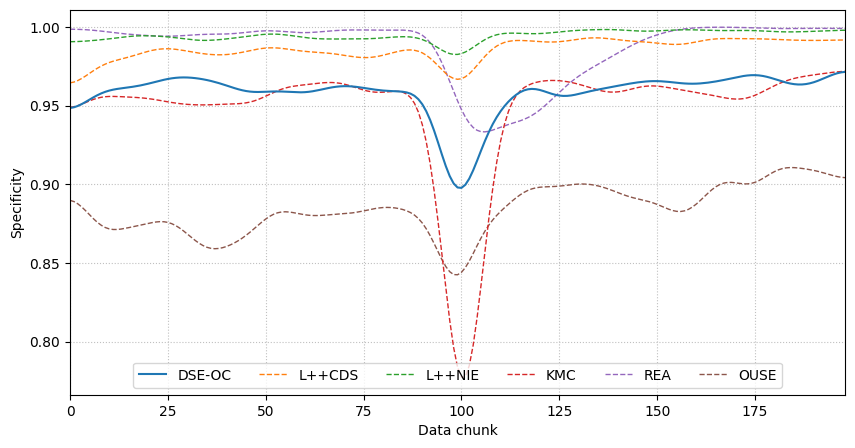 1.00
0.95
0.90
0.85
0.80
Specificity
DSE-OC L++CDS L++NIE KMC REA OUSE
0 25 50 75 100 125 150 175
Data chunk